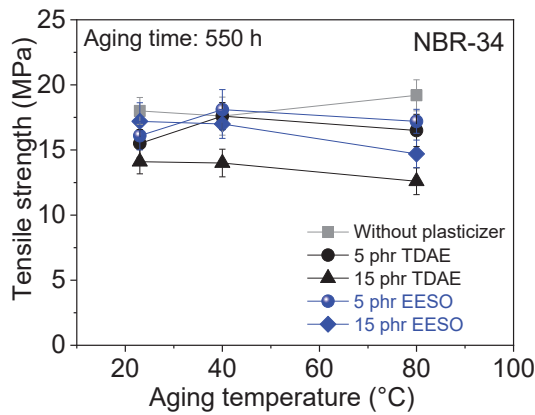 Aging time: 550 h
NBR-34
Tensile strength (MPa)
25
20
15
10
5
0
Without plasticizer
5 phr TDAE
15 phr TDAE
5 phr EESO
15 phr EESO
20
40
60
80
100
Aging temperature (°C)